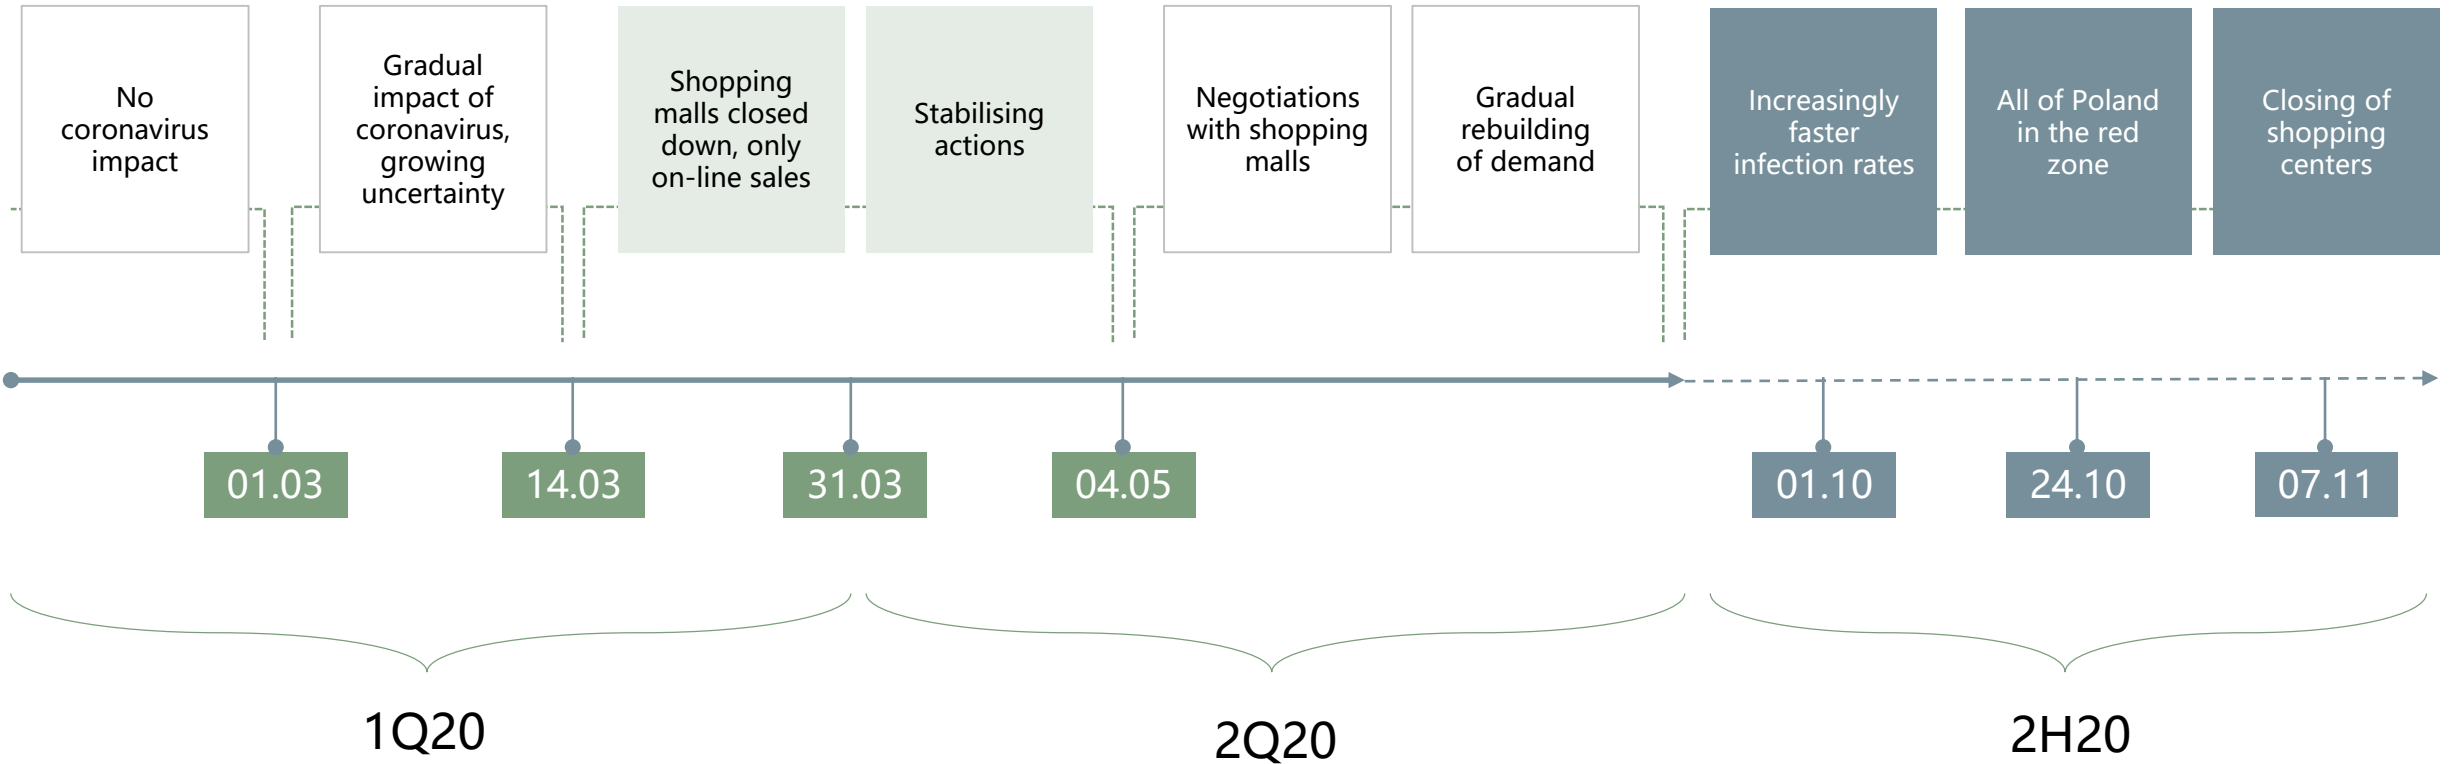 No
coronavirus
impact
Gradual
impact of
coronavirus,
growing
uncertainty
Shopping
malls closed
down, only
on-line sales
Stabilising
actions
Negotiations
with shopping
malls
Gradual
rebuilding
of demand
Increasingly
faster
infection rates
All of Poland
in the red
zone
Closing of
shopping
centers
01.03
14.03
31.03
04.05
01.10
24.10
07.11
1Q20
2Q20
2H20